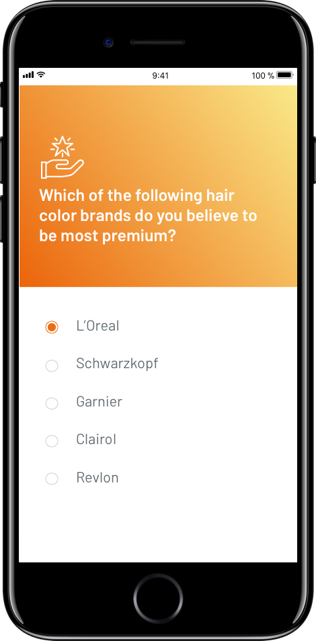 9:41
100 %
Which of the following hair
color brands do you believe to
be most premium?
L'Oreal
Schwarzkopf
Garnier
Clairol
Revlon